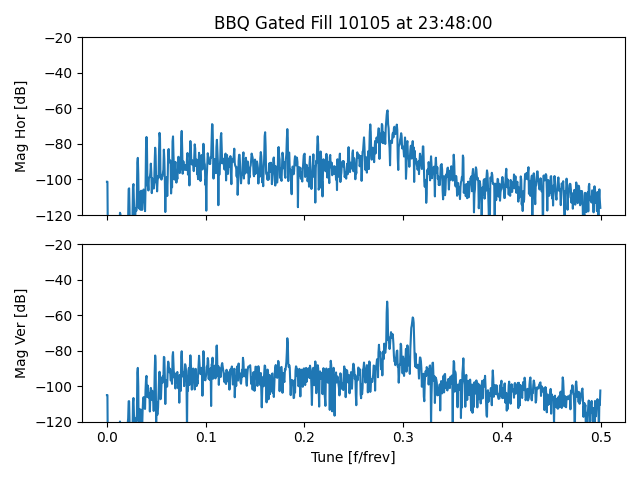 BBQ Gated Fill 10105 at 23:48:00
Mag Hor [dB]
−20
−40
−60
−80
−100
−120
Mag Ver [dB]
−20
−40
−60
−80
−100
−120
0.0 0.1 0.2 0.3 0.4 0.5
Tune [f/frev]